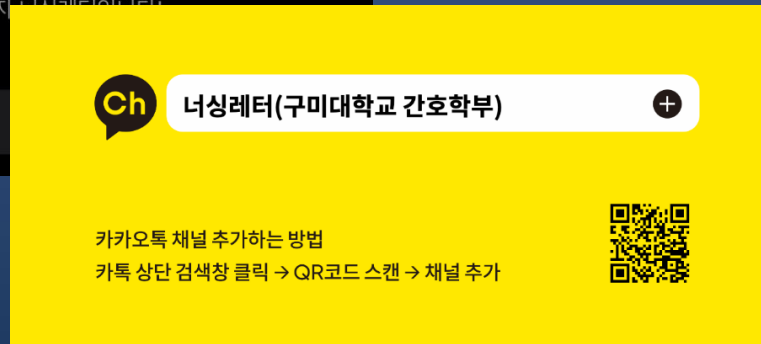 Ch 너싱레터(구미대학교 간호학부)
카카오톡 채널 추가하는 방법
카톡 상단 검색창 클릭 → QR코드 스캔 → 채널 추가